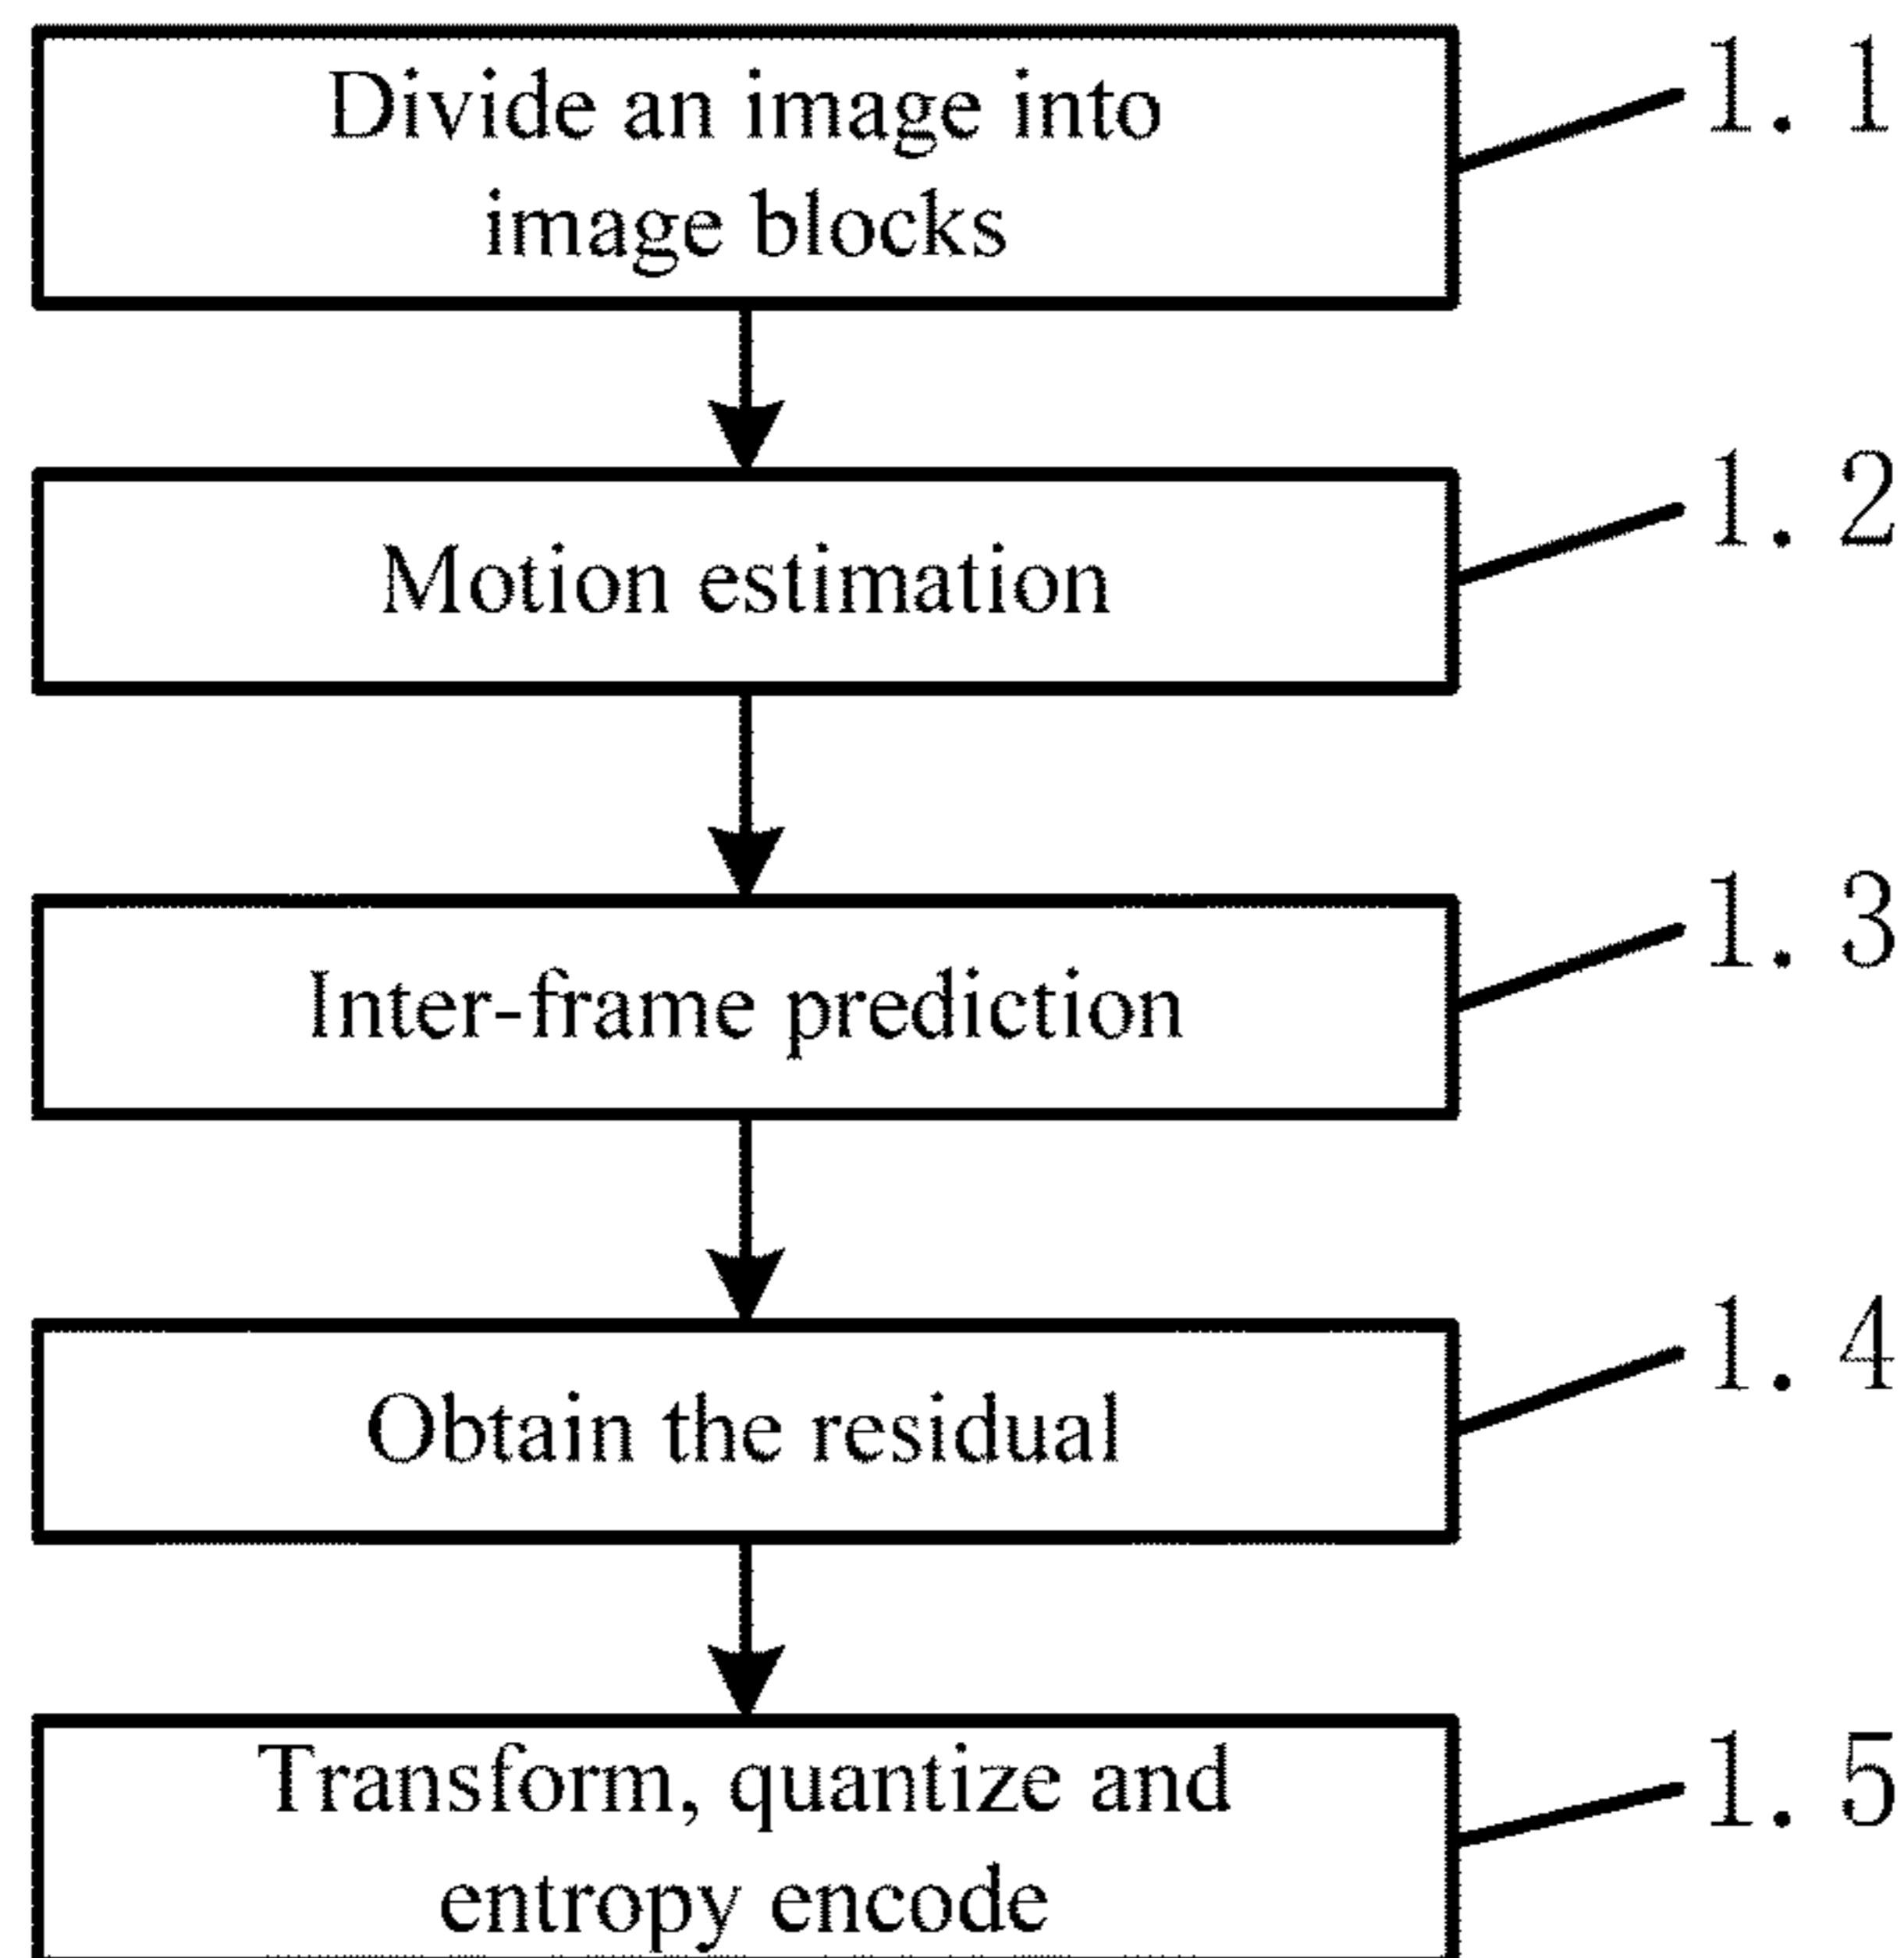 Divide an image into
image blocks
1. 1
Motion estimation
1. 2
Inter-frame prediction
1. 3
Obtain the residual
1. 4
Transform, quantize and
entropy encode
1. 5